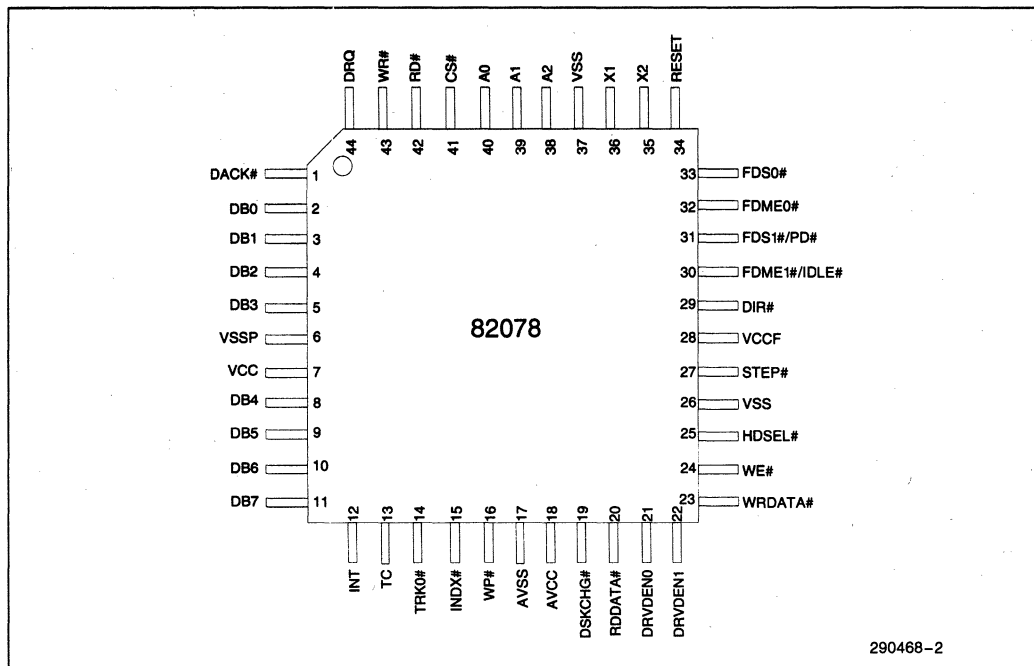 DRQ WR# RD# CS# A0 A1 A2 VSS X1 X2 RESET
44 43 42 41 40 39 38 37 36 35 34
DACK# 1
DB0 2
DB1 3
DB2 4
DB3 5
VSSP 6
VCC 7
DB4 8
DB5 9
DB6 10
DB7 11
82078
33 FDS0#
32 FDME0#
31 FDS1#/PD#
30 FDME1#/IDLE#
29 DIR#
28 VCCF
27 STEP#
26 VSS
25 HDSEL#
24 WE#
23 WRDATA#
12 13 14 15 16 17 18 19 20 21 22
INT TC TRK0# INDX# WP# AVSS AVCC DSKCHG# RDDATA# DRVDEN0 DRVDEN1
290468-2